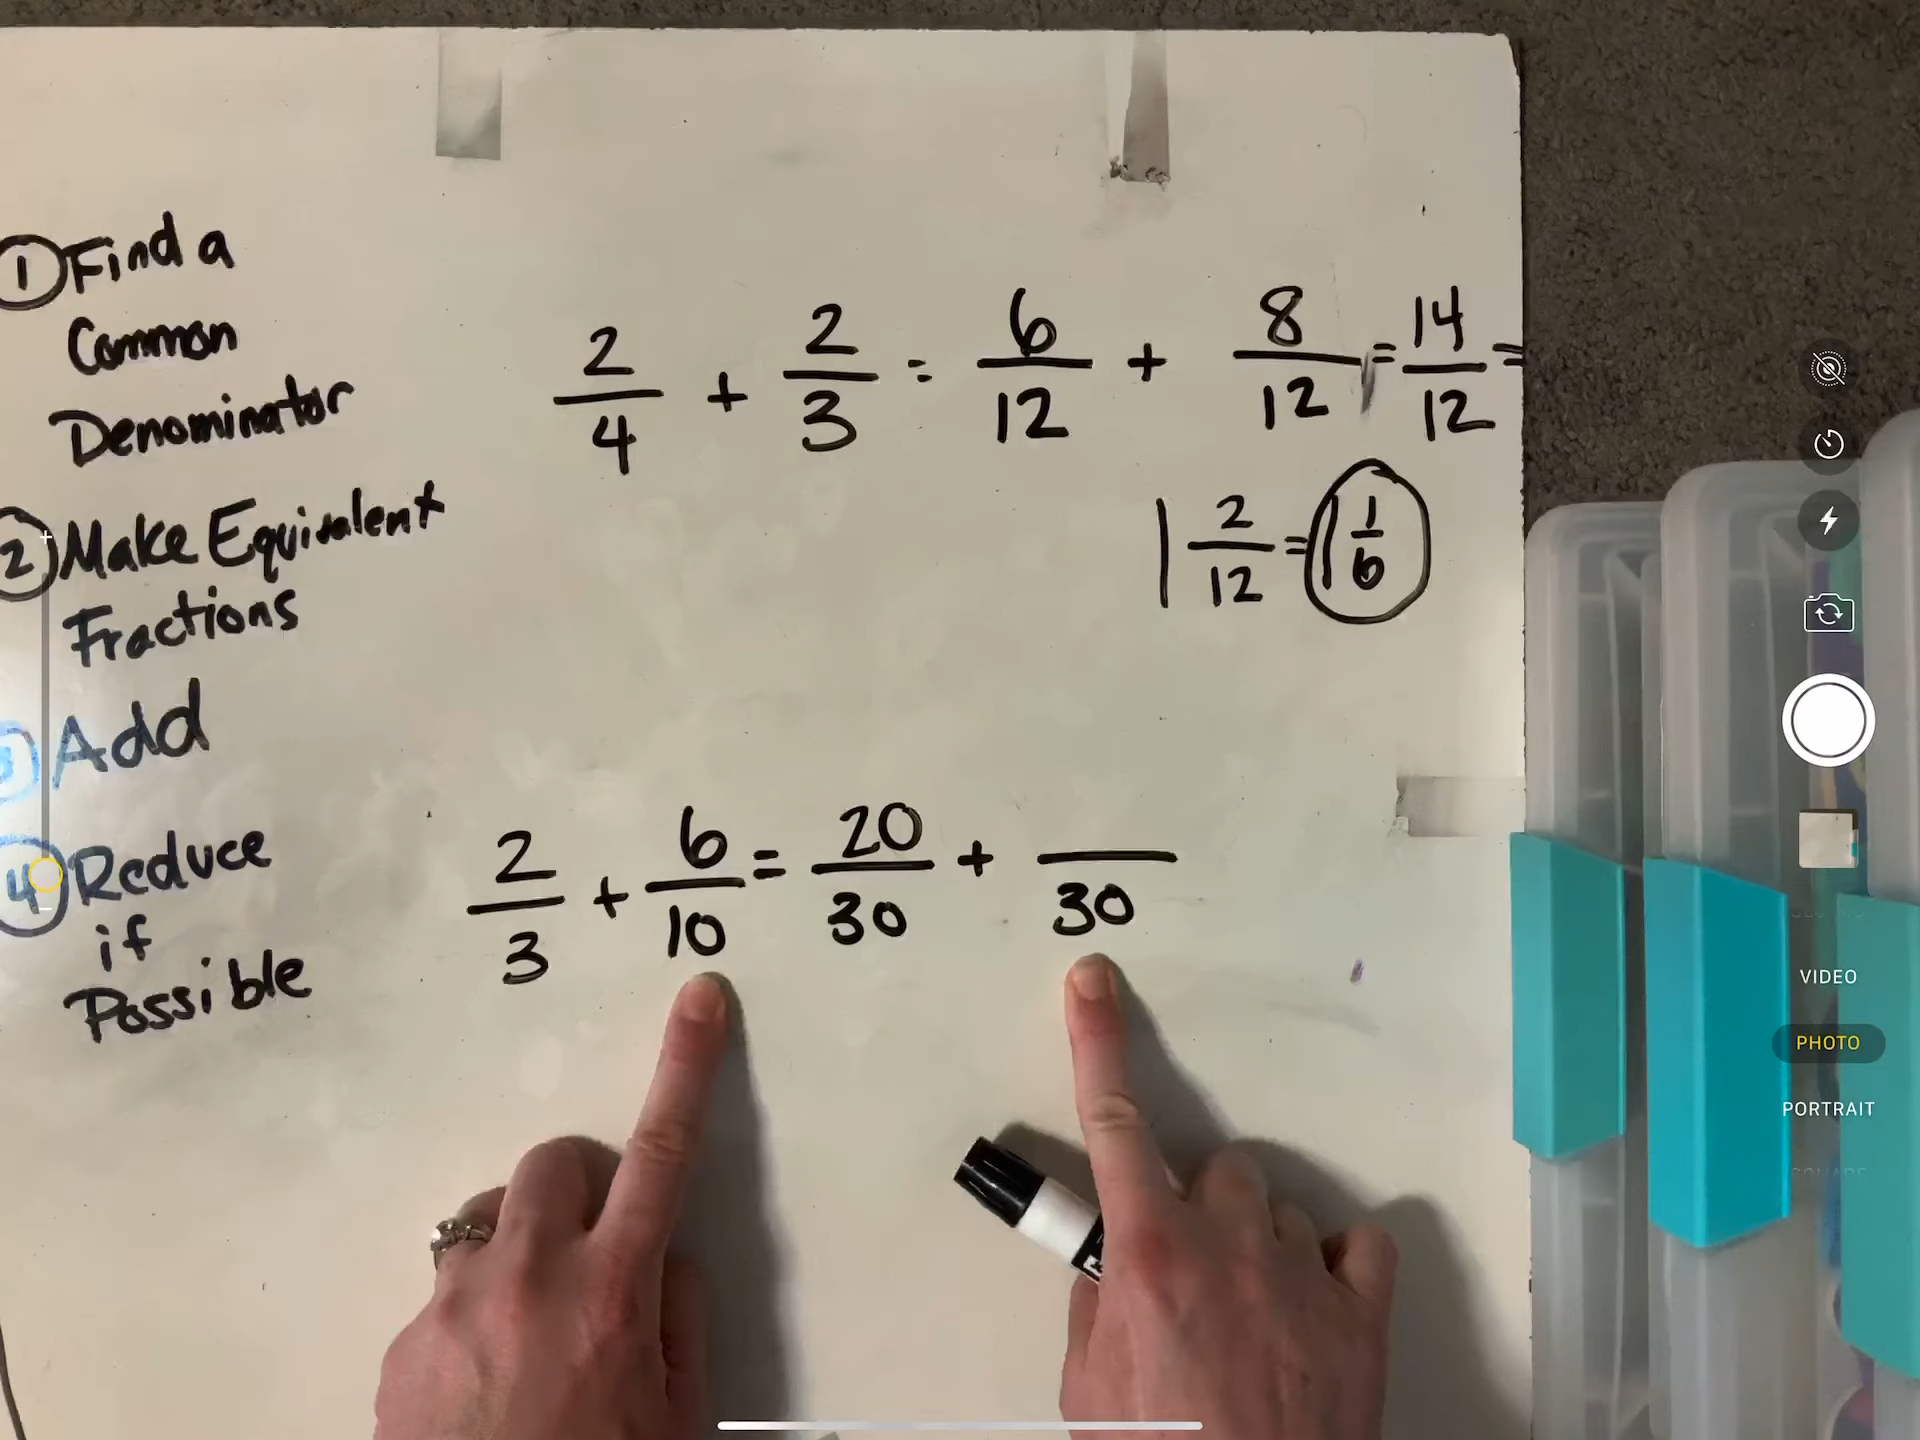 ① Find a
Common
Denominator
② Make Equivalent
Fractions
③ Add
④ Reduce
if
Possible
2/4 + 2/3 = 6/12 + 8/12 = 14/12 =
1 2/12 = 1 1/6
2/3 + 6/10 = 20/30 + /30
VIDEO
PHOTO
PORTRAIT
SQUARE